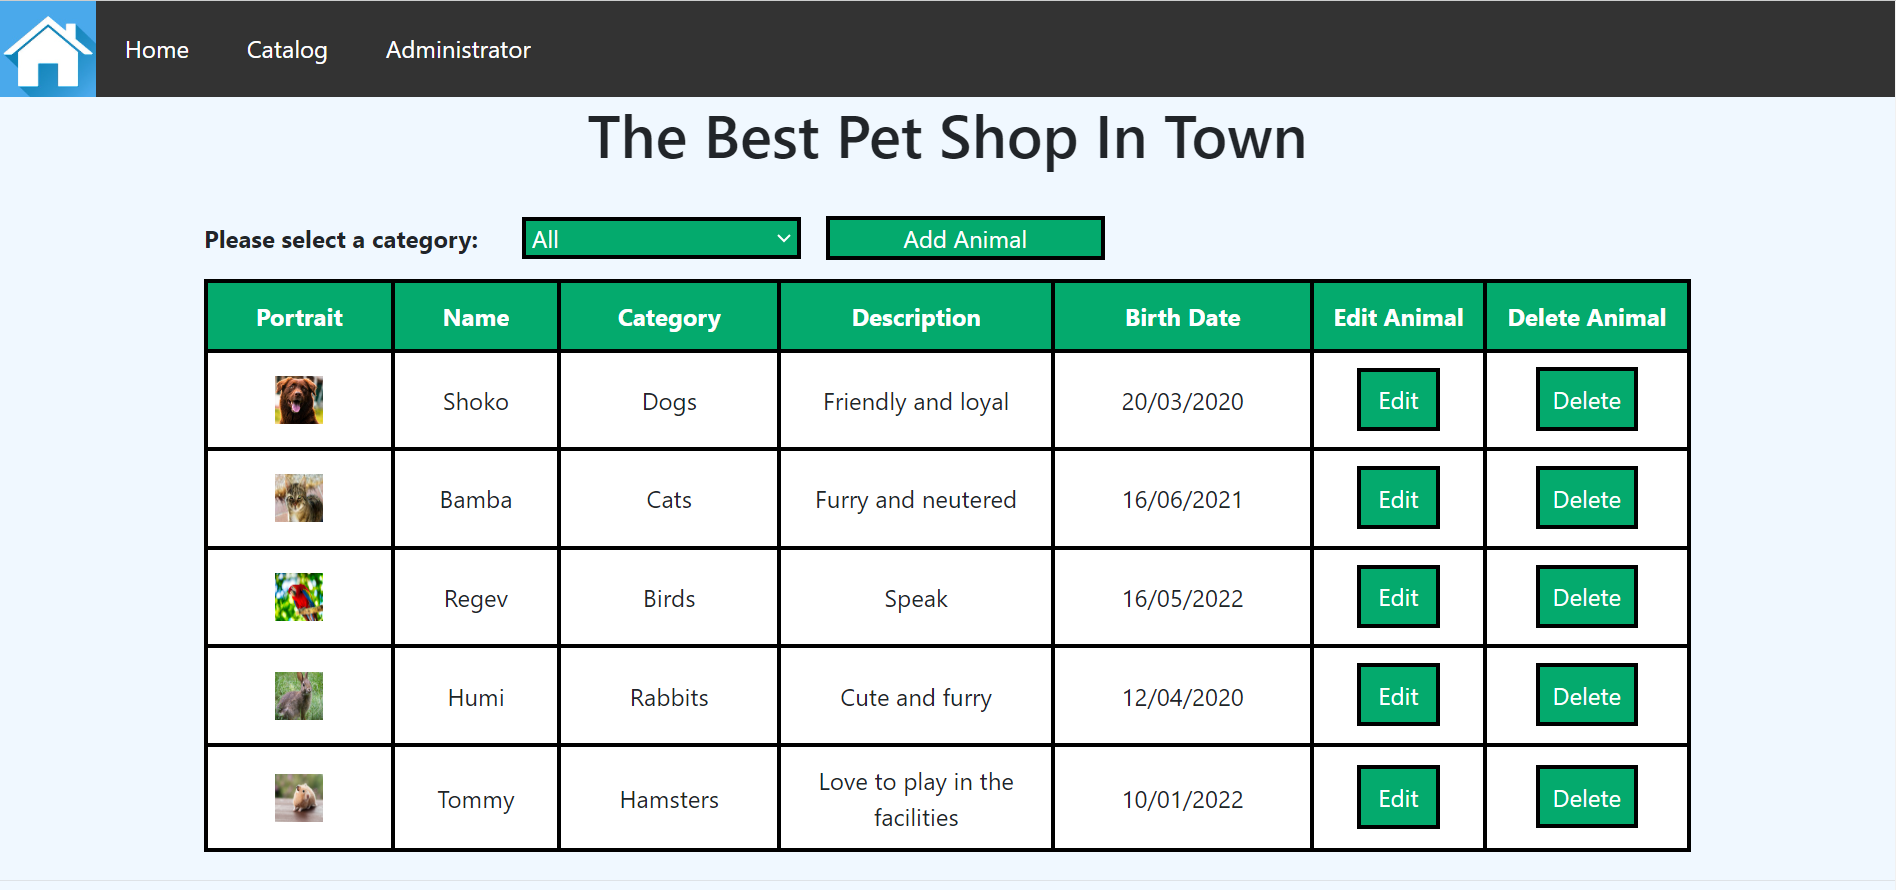 Home Catalog Administrator
The Best Pet Shop In Town
Please select a category: All Add Animal
Portrait Name Category Description Birth Date Edit Animal Delete Animal
Shoko Dogs Friendly and loyal 20/03/2020 Edit Delete
Bamba Cats Furry and neutered 16/06/2021 Edit Delete
Regev Birds Speak 16/05/2022 Edit Delete
Humi Rabbits Cute and furry 12/04/2020 Edit Delete
Tommy Hamsters Love to play in the
facilities 10/01/2022 Edit Delete